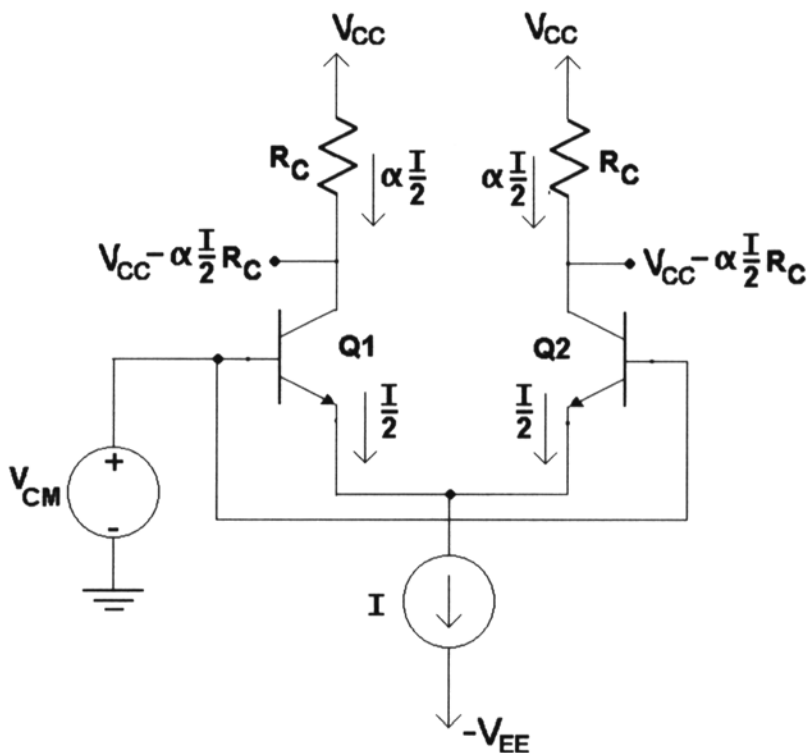 VCC VCC
RC α I/2 α I/2 RC
VCC - α I/2 RC VCC - α I/2 RC
Q1 Q2
I/2 I/2
VCM
+
-
I
-VEE